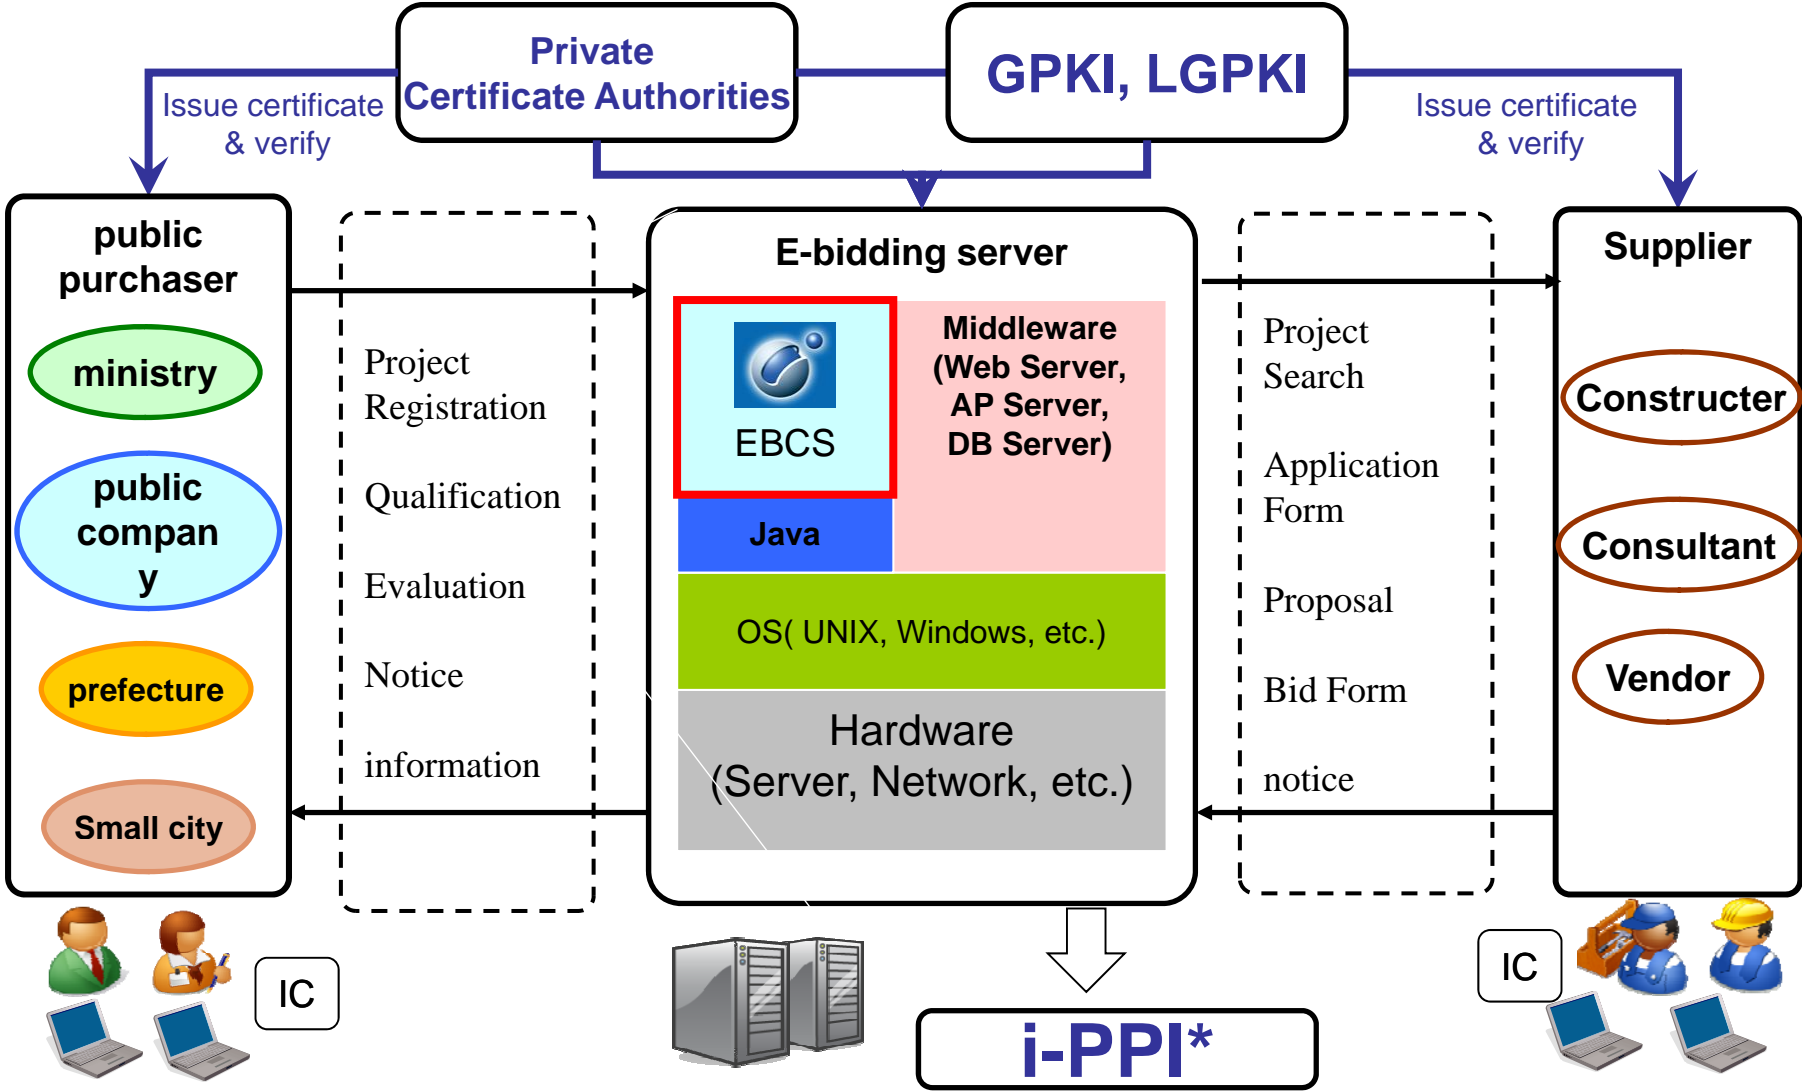 Private
Certificate Authorities
GPKI, LGPKI
Issue certificate
& verify
Issue certificate
& verify
public
purchaser
ministry
public
compan
y
prefecture
Small city
Project
Registration
Qualification
Evaluation
Notice
information
E-bidding server
EBCS
Middleware
(Web Server,
AP Server,
DB Server)
Java
OS( UNIX, Windows, etc.)
Hardware
(Server, Network, etc.)
Project
Search
Application
Form
Proposal
Bid Form
notice
Supplier
Constructer
Consultant
Vendor
IC
IC
i-PPI*